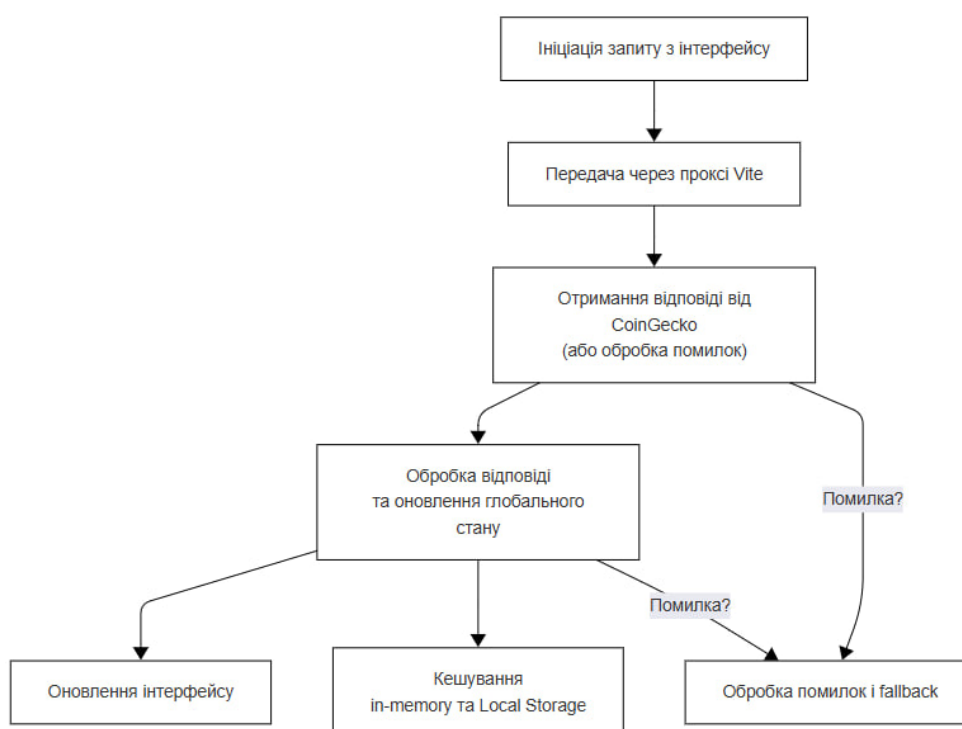 Ініціація запиту з інтерфейсу
Передача через проксі Vite
Отримання відповіді від
CoinGecko
(або обробка помилок)
Обробка відповіді
та оновлення глобального
стану
Помилка?
Помилка?
Оновлення інтерфейсу
Кешування
in-memory та Local Storage
Обробка помилок і fallback